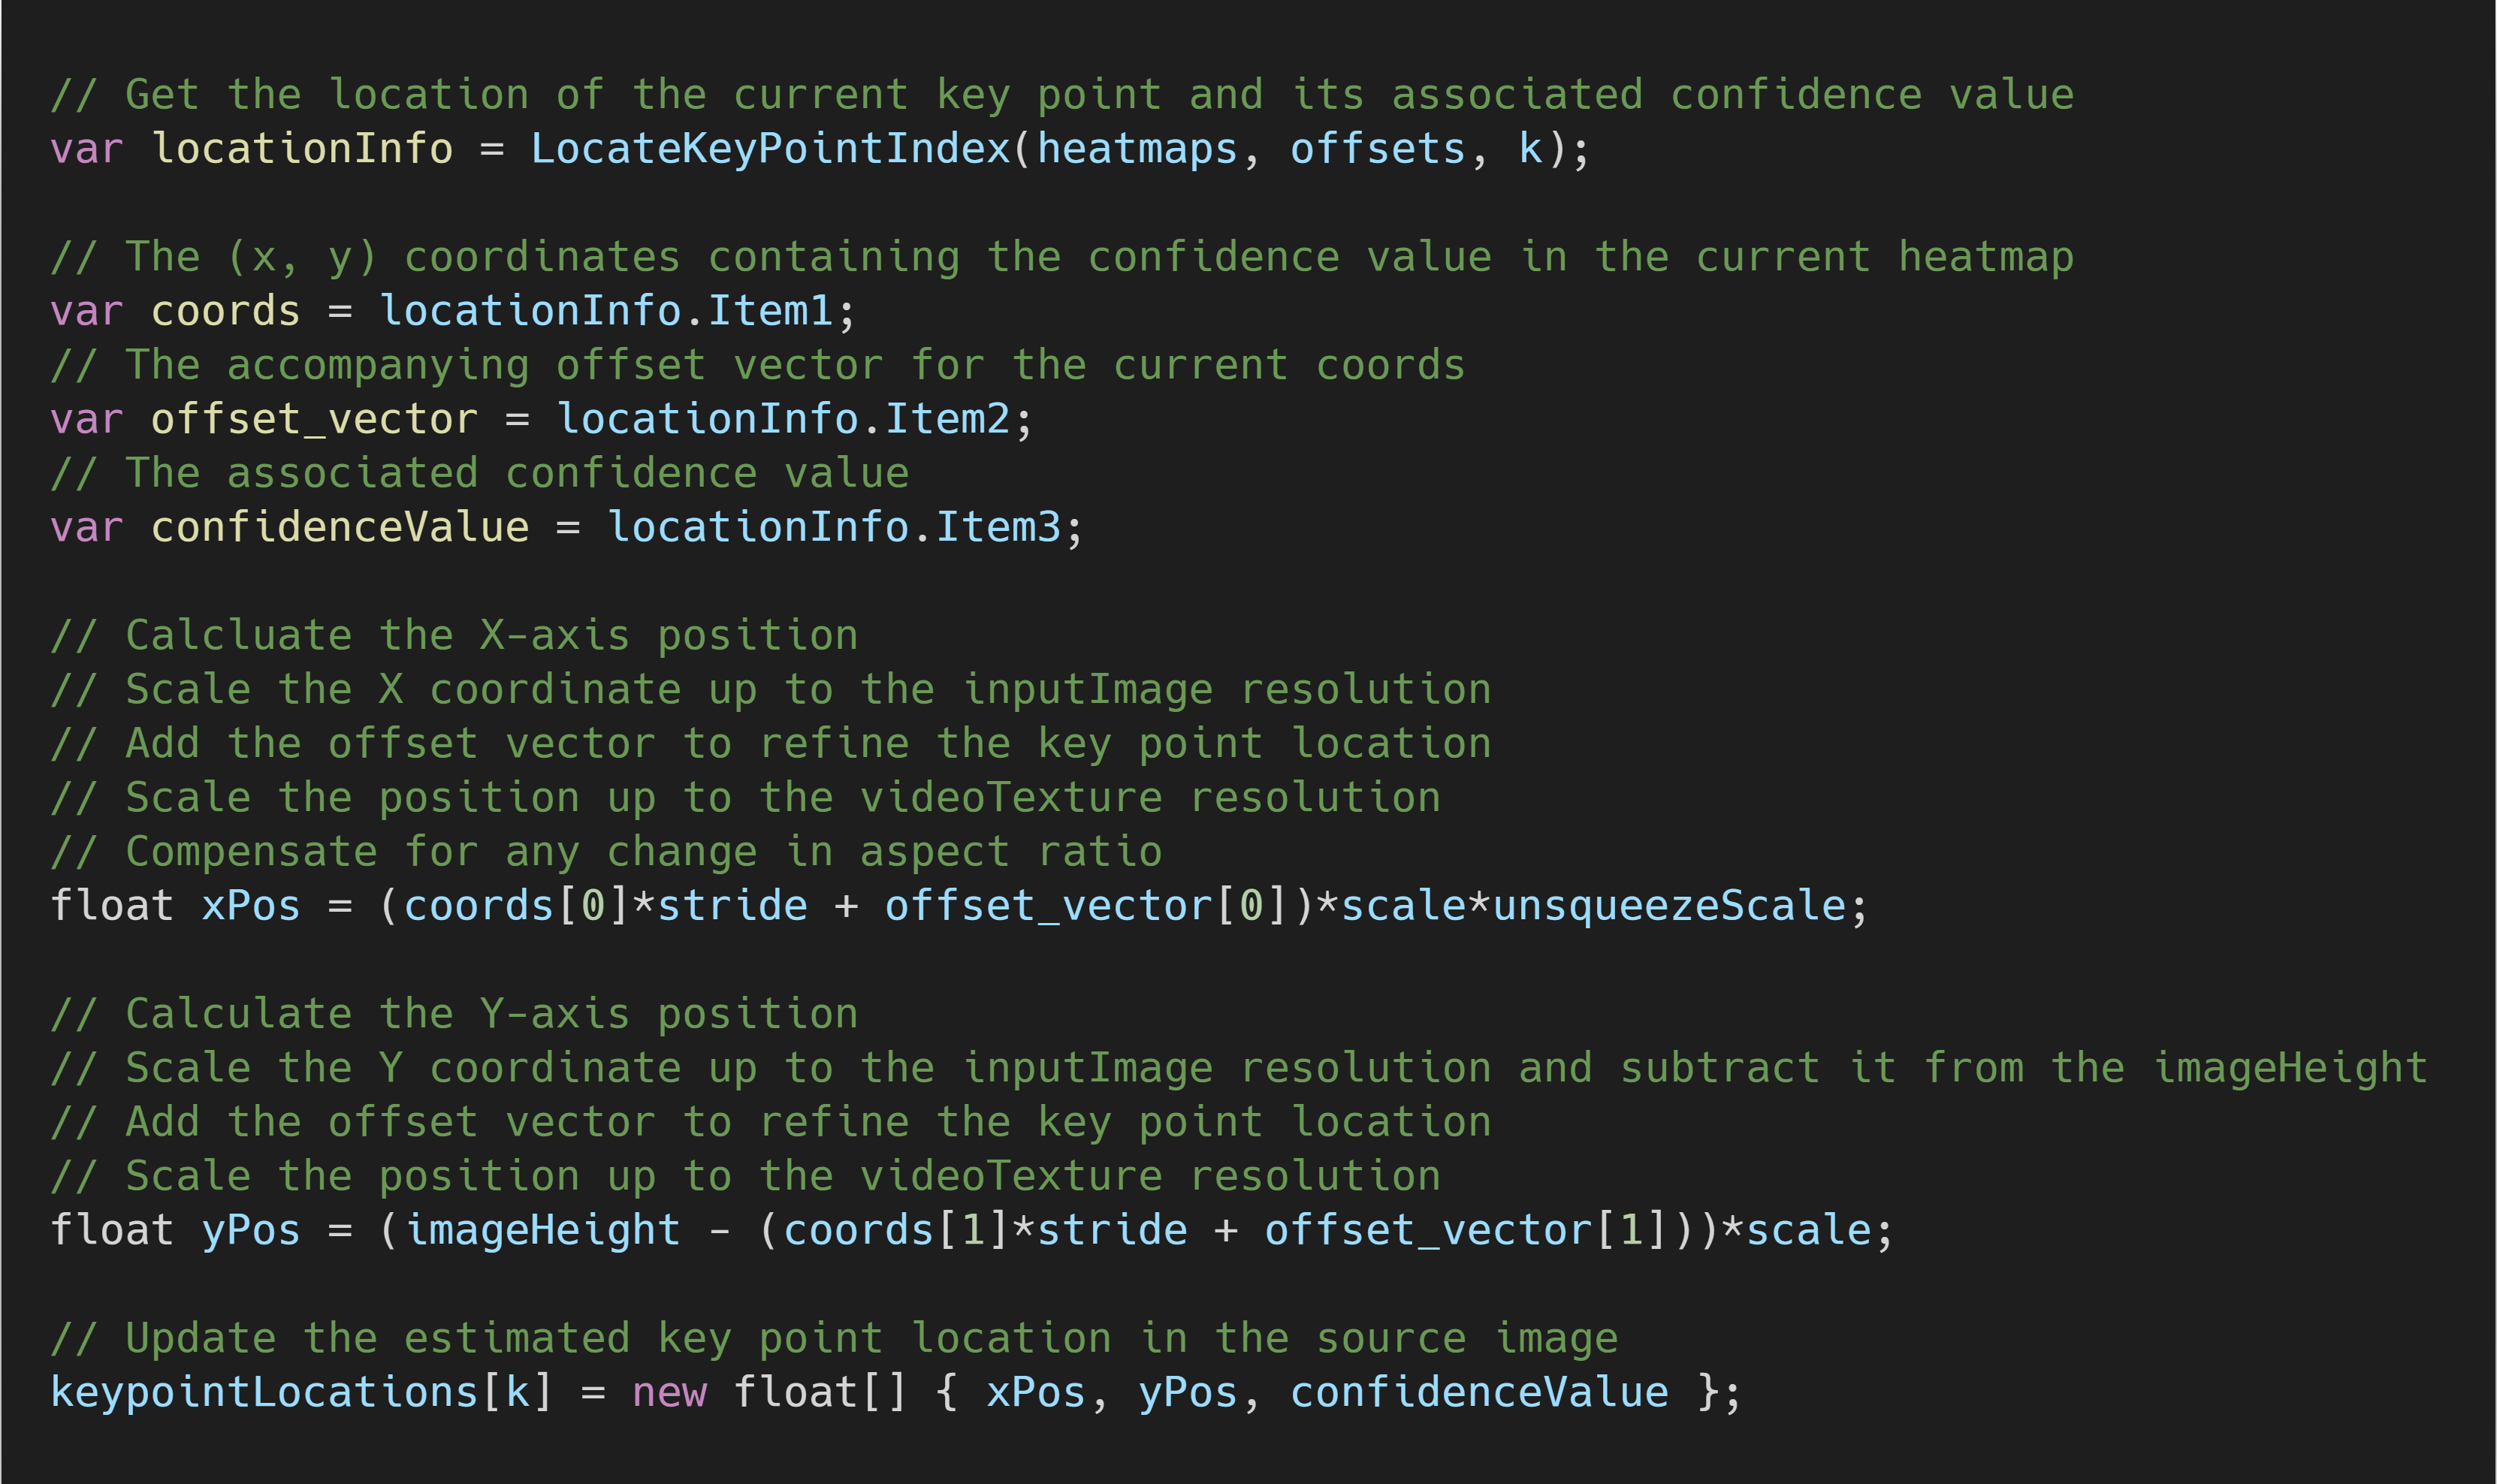 // Get the location of the current key point and its associated confidence value
var locationInfo = LocateKeyPointIndex(heatmaps, offsets, k);
// The (x, y) coordinates containing the confidence value in the current heatmap
var coords = locationInfo.Item1;
// The accompanying offset vector for the current coords
var offset_vector = locationInfo.Item2;
// The associated confidence value
var confidenceValue = locationInfo.Item3;
// Calcluate the X-axis position
// Scale the X coordinate up to the inputImage resolution
// Add the offset vector to refine the key point location
// Scale the position up to the videoTexture resolution
// Compensate for any change in aspect ratio
float xPos = (coords[0]*stride + offset_vector[0])*scale*unsqueezeScale;
// Calculate the Y-axis position
// Scale the Y coordinate up to the inputImage resolution and subtract it from the imageHeight
// Add the offset vector to refine the key point location
// Scale the position up to the videoTexture resolution
float yPos = (imageHeight - (coords[1]*stride + offset_vector[1]))*scale;
// Update the estimated key point location in the source image
keypointLocations[k] = new float[] { xPos, yPos, confidenceValue };